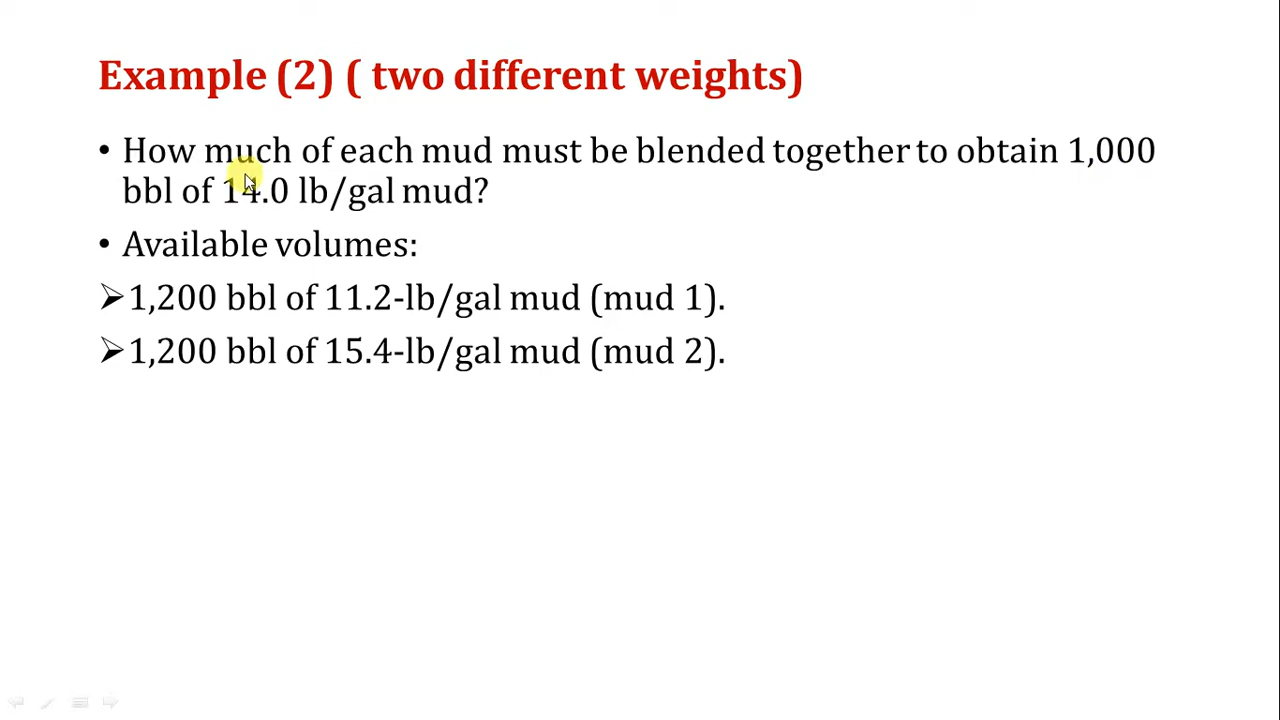 Example (2) ( two different weights)
• How much of each mud must be blended together to obtain 1,000
bbl of 14.0 lb/gal mud?
• Available volumes:
➢1,200 bbl of 11.2-lb/gal mud (mud 1).
➢1,200 bbl of 15.4-lb/gal mud (mud 2).